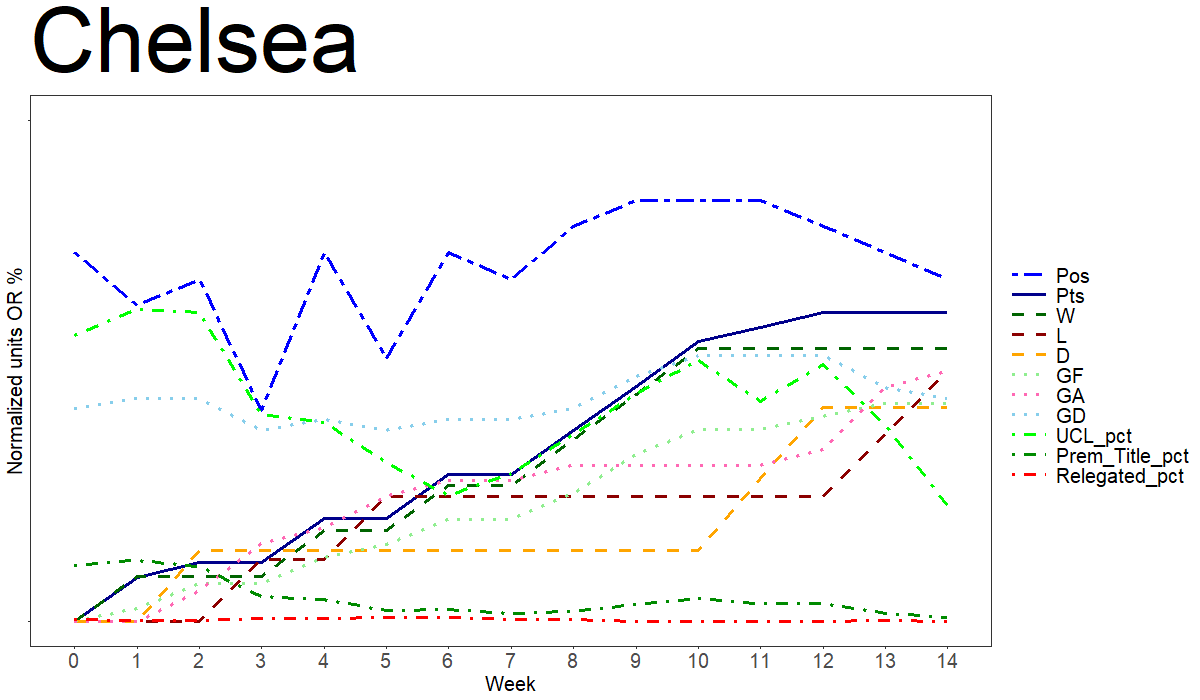 Chelsea
Normalized units OR %
0 1 2 3 4 5 6 7 8 9 10 11 12 13 14
Week
Pos
Pts
W
L
D
GF
GA
GD
UCL_pct
Prem_Title_pct
Relegated_pct